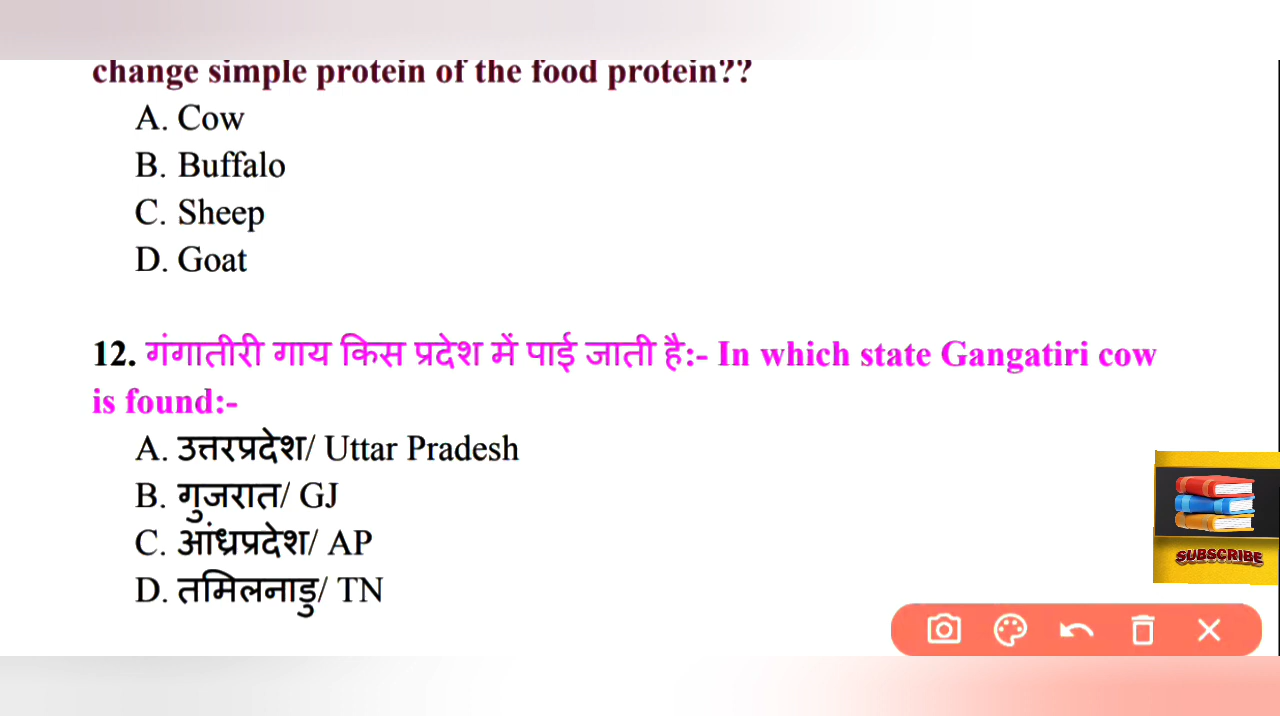 change simple protein of the food protein??
A. Cow
B. Buffalo
C. Sheep
D. Goat
12. गंगातीरी गाय किस प्रदेश में पाई जाती है:- In which state Gangatiri cow
is found:-
A. उत्तरप्रदेश/ Uttar Pradesh
B. गुजरात/ GJ
C. आंध्रप्रदेश/ AP
D. तमिलनाडु/ TN
SUBSCRIBE